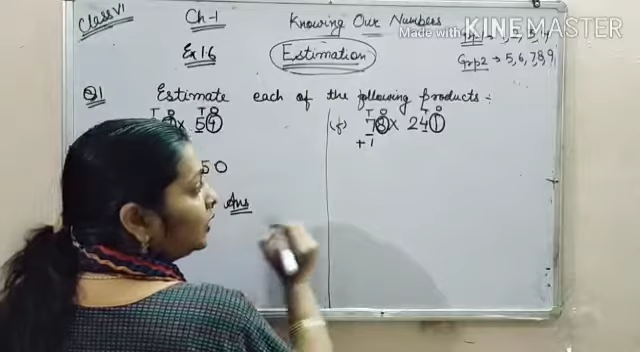 Class VI
Ch-1
Knowing Our Numbers
Made with KINEMASTER
Ex 1.6
Estimation
Grp2 → 5, 6, 7, 8, 9
Q1 Estimate each of the following products :
T O T O
× 54 (f) 78 × 241
+1
50
Ans